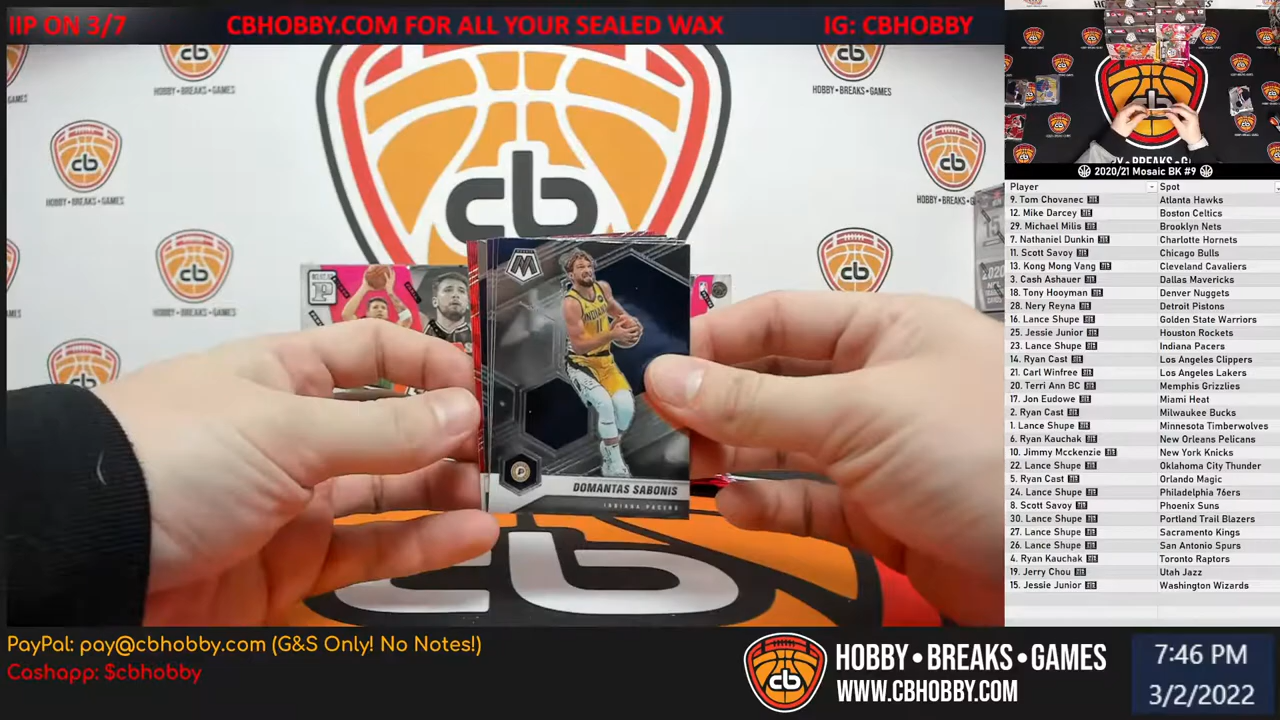 IIP ON 3/7
CBHOBBY.COM FOR ALL YOUR SEALED WAX
IG: CBHOBBY
cb
HOBBY•BREAKS•GAMES
DOMANTAS SABONIS
INDIANA PACERS
2020/21 Mosaic BK #9
Player Spot
9. Tom Chovanec Atlanta Hawks
12. Mike Darcey Boston Celtics
29. Michael Milis Brooklyn Nets
7. Nathaniel Dunkin Charlotte Hornets
11. Scott Savoy Chicago Bulls
13. Kong Mong Vang Cleveland Cavaliers
3. Cash Ashauer Dallas Mavericks
18. Tony Hooyman Denver Nuggets
28. Nery Reyna Detroit Pistons
16. Lance Shupe Golden State Warriors
25. Jessie Junior Houston Rockets
23. Lance Shupe Indiana Pacers
14. Ryan Cast Los Angeles Clippers
21. Carl Winfree Los Angeles Lakers
20. Terri Ann BC Memphis Grizzlies
17. Jon Eudowe Miami Heat
2. Ryan Cast Milwaukee Bucks
1. Lance Shupe Minnesota Timberwolves
6. Ryan Kauchak New Orleans Pelicans
10. Jimmy Mcckenzie New York Knicks
22. Lance Shupe Oklahoma City Thunder
5. Ryan Cast Orlando Magic
24. Lance Shupe Philadelphia 76ers
8. Scott Savoy Phoenix Suns
30. Lance Shupe Portland Trail Blazers
27. Lance Shupe Sacramento Kings
26. Lance Shupe San Antonio Spurs
4. Ryan Kauchak Toronto Raptors
19. Jerry Chou Utah Jazz
15. Jessie Junior Washington Wizards
PayPal: pay@cbhobby.com (G&S Only! No Notes!)
Cashapp: $cbhobby
cb
HOBBY•BREAKS•GAMES
WWW.CBHOBBY.COM
7:46 PM
3/2/2022